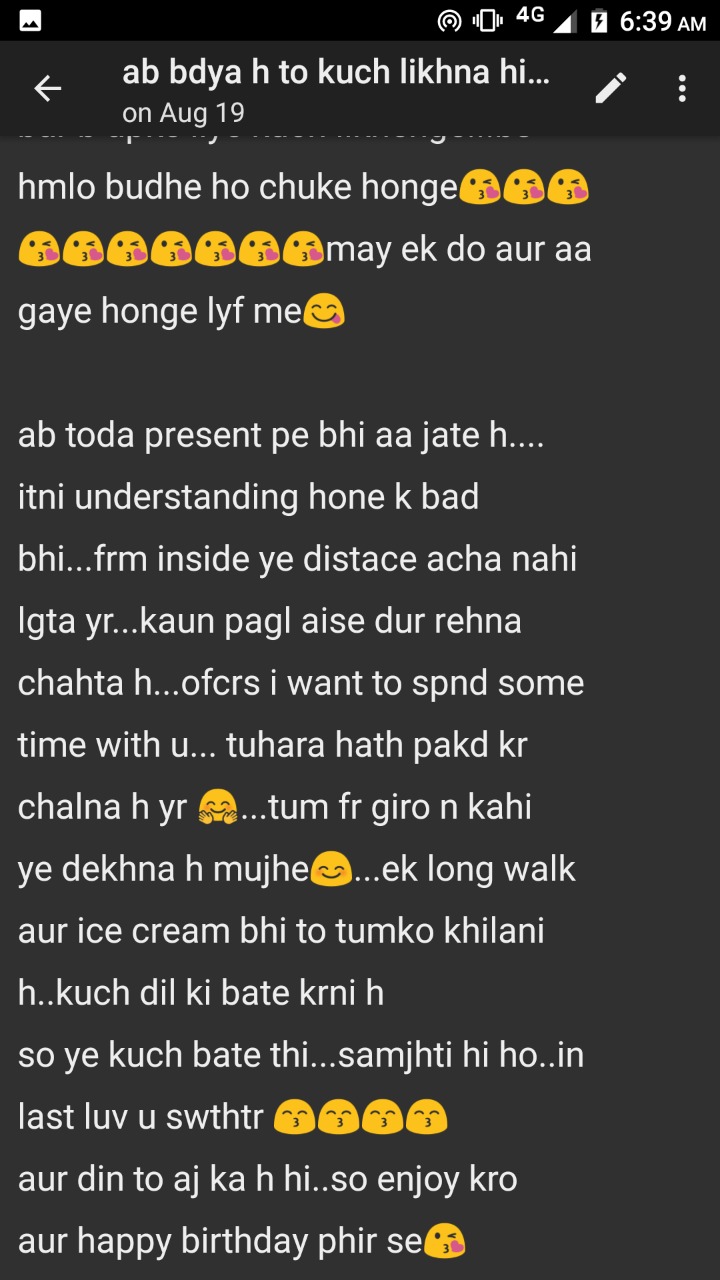 4G 6:39 AM
ab bdya h to kuch likhna hi...
on Aug 19
hmlo budhe ho chuke honge😘😘😘
😘😘😘😘😘😘😘may ek do aur aa
gaye honge lyf me😋
ab toda present pe bhi aa jate h....
itni understanding hone k bad
bhi...frm inside ye distace acha nahi
lgta yr...kaun pagl aise dur rehna
chahta h...ofcrs i want to spnd some
time with u... tuhara hath pakd kr
chalna h yr 🤗...tum fr giro n kahi
ye dekhna h mujhe😊...ek long walk
aur ice cream bhi to tumko khilani
h..kuch dil ki bate krni h
so ye kuch bate thi...samjhti hi ho..in
last luv u swthtr 😙😙😙😙
aur din to aj ka h hi..so enjoy kro
aur happy birthday phir se😘